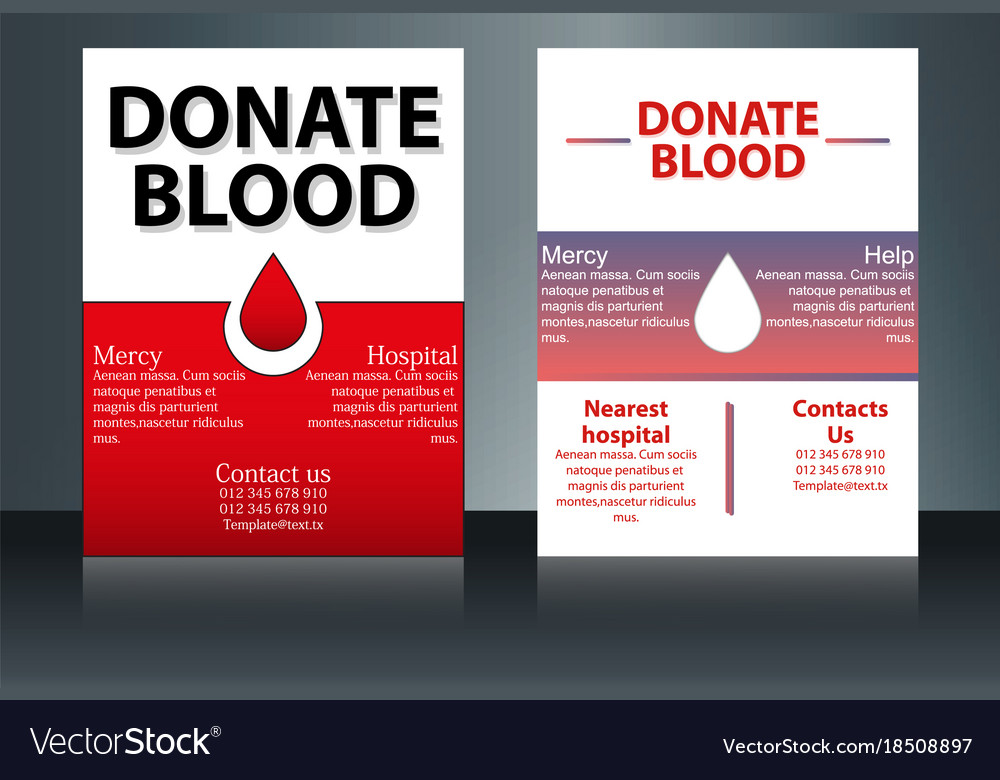 DONATE
BLOOD
Mercy
Aenean massa. Cum sociis
natoque penatibus et
magnis dis parturient
montes,nascetur ridiculus
mus.
Hospital
Aenean massa. Cum sociis
natoque penatibus et
magnis dis parturient
montes,nascetur ridiculus
mus.
Contact us
012 345 678 910
012 345 678 910
Template@text.tx
DONATE
BLOOD
Mercy
Aenean massa. Cum sociis
natoque penatibus et
magnis dis parturient
montes,nascetur ridiculus
mus.
Help
Aenean massa. Cum sociis
natoque penatibus et
magnis dis parturient
montes,nascetur ridiculus
mus.
Nearest
hospital
Aenean massa. Cum sociis
natoque penatibus et
magnis dis parturient
montes,nascetur ridiculus
mus.
Contacts
Us
012 345 678 910
012 345 678 910
Template@text.tx
VectorStock®
VectorStock.com/18508897